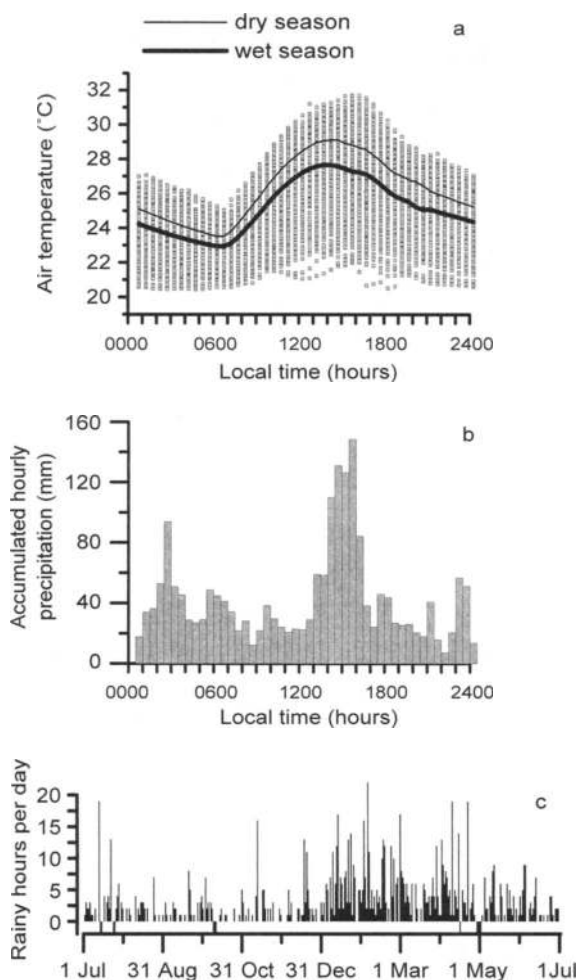 dry season
wet season
a
Air temperature (°C)
32
30
28
26
24
22
20
0000 0600 1200 1800 2400
Local time (hours)
b
Accumulated hourly
precipitation (mm)
160
120
80
40
0
0000 0600 1200 1800 2400
Local time (hours)
c
Rainy hours per day
20
15
10
5
0
1 Jul 31 Aug 31 Oct 31 Dec 1 Mar 1 May 1Jul